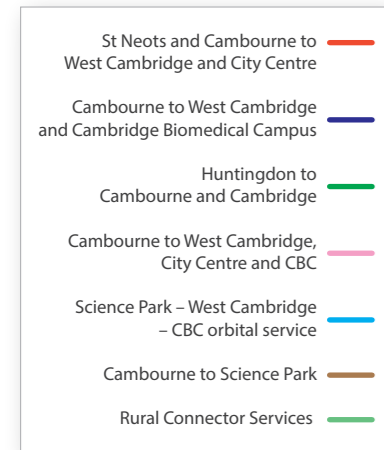 St Neots and Cambourne to
West Cambridge and City Centre
Cambourne to West Cambridge
and Cambridge Biomedical Campus
Huntingdon to
Cambourne and Cambridge
Cambourne to West Cambridge,
City Centre and CBC
Science Park – West Cambridge
– CBC orbital service
Cambourne to Science Park
Rural Connector Services